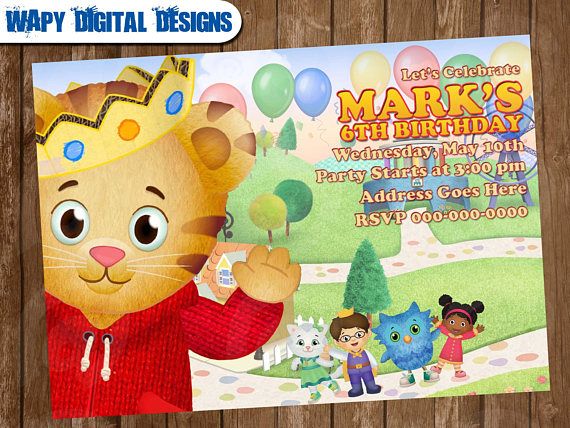 WAPY DIGITAL DESIGNS
Let's Celebrate
MARK'S
6TH BIRTHDAY
Wednesday, May 10th
Party Starts at 3:00 pm
Address Goes Here
RSVP 000-000-0000